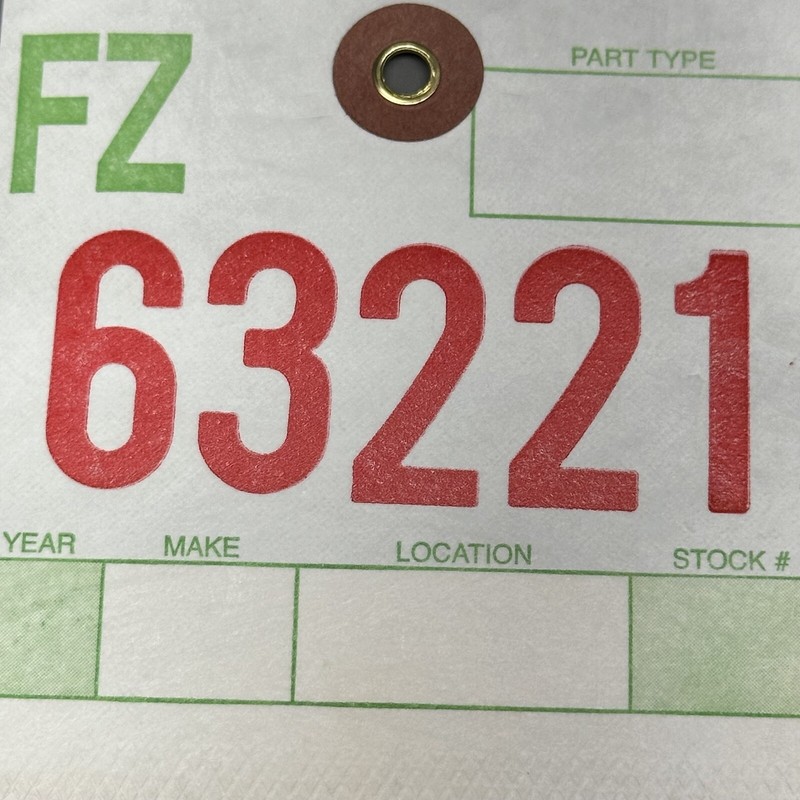 FZ
PART TYPE
63221
YEAR MAKE LOCATION STOCK #